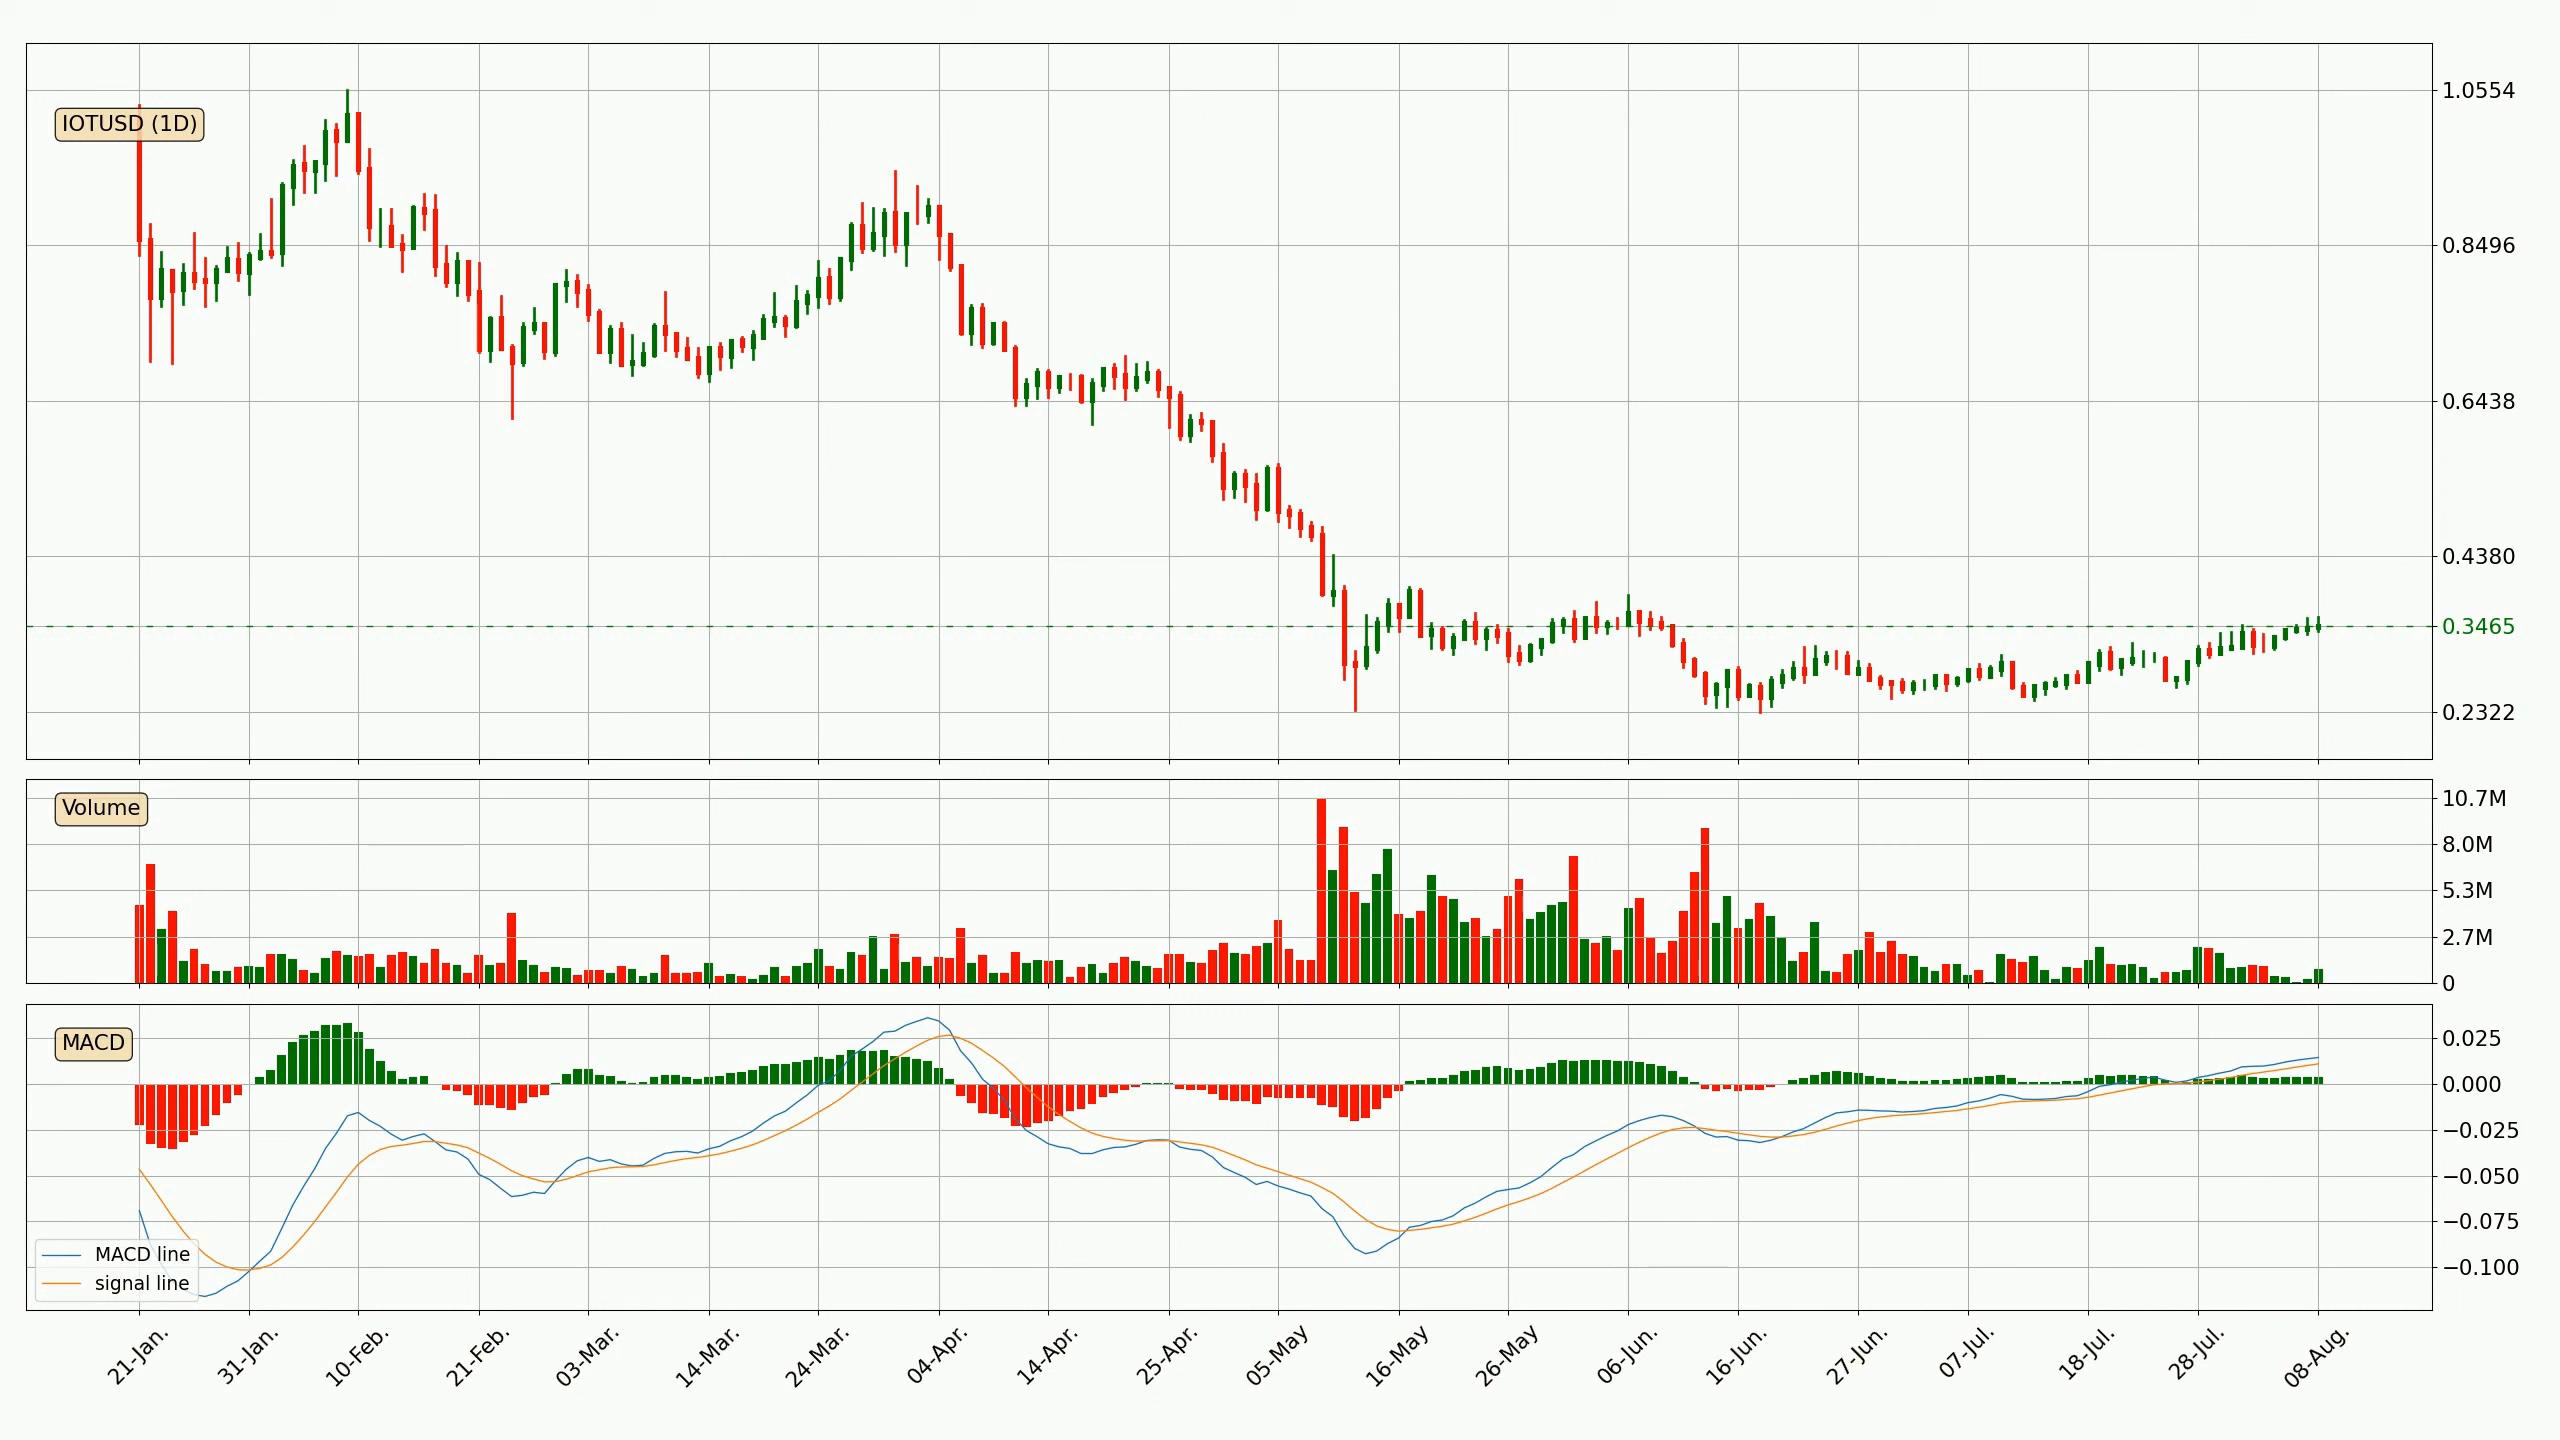 IOTUSD (1D)
1.0554
0.8496
0.6438
0.4380
0.3465
0.2322
Volume
10.7M
8.0M
5.3M
2.7M
0
MACD
0.025
0.000
−0.025
−0.050
−0.075
−0.100
MACD line
signal line
21-Jan.
31-Jan.
10-Feb.
21-Feb.
03-Mar.
14-Mar.
24-Mar.
04-Apr.
14-Apr.
25-Apr.
05-May
16-May
26-May
06-Jun.
16-Jun.
27-Jun.
07-Jul.
18-Jul.
28-Jul.
08-Aug.